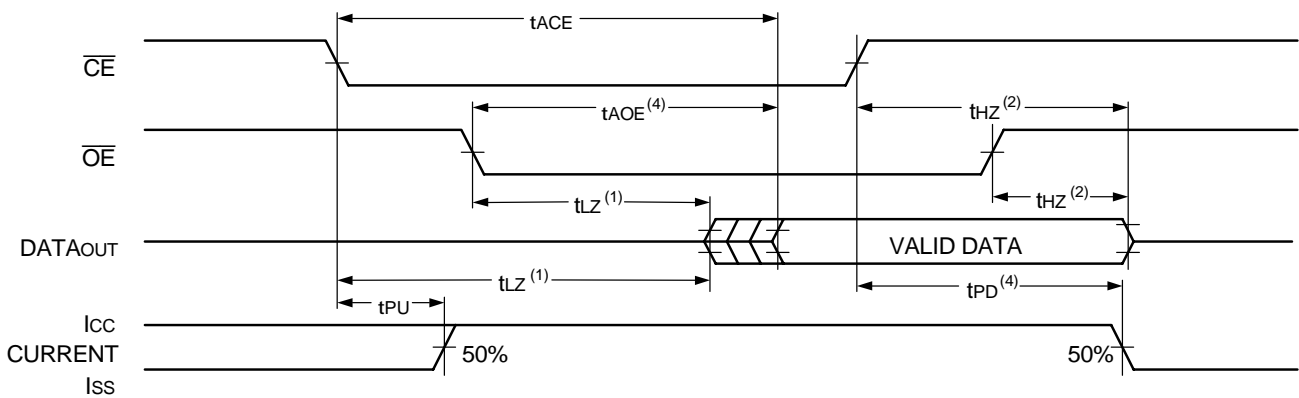 tACE
CE
tAOE(4)
tHZ(2)
OE
tLZ(1)
tHZ(2)
DATAOUT
VALID DATA
tLZ(1)
tPD(4)
tPU
ICC
CURRENT
50%
50%
ISS